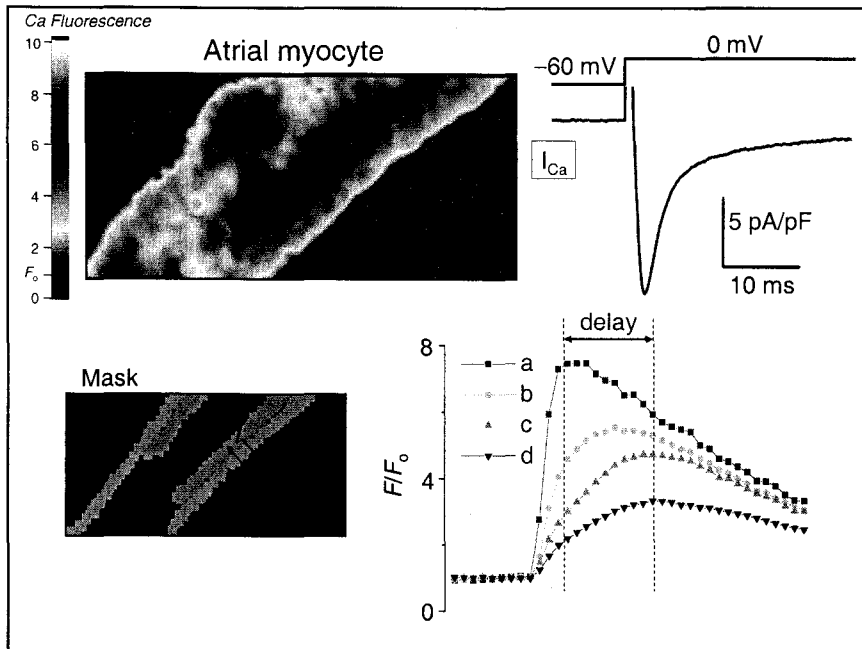 Ca Fluorescence
10
8
6
4
2
Fₒ
0
Atrial myocyte
0 mV
−60 mV
I_Ca
5 pA/pF
10 ms
Mask
delay
8
a
b
c
d
4
F/Fₒ
0